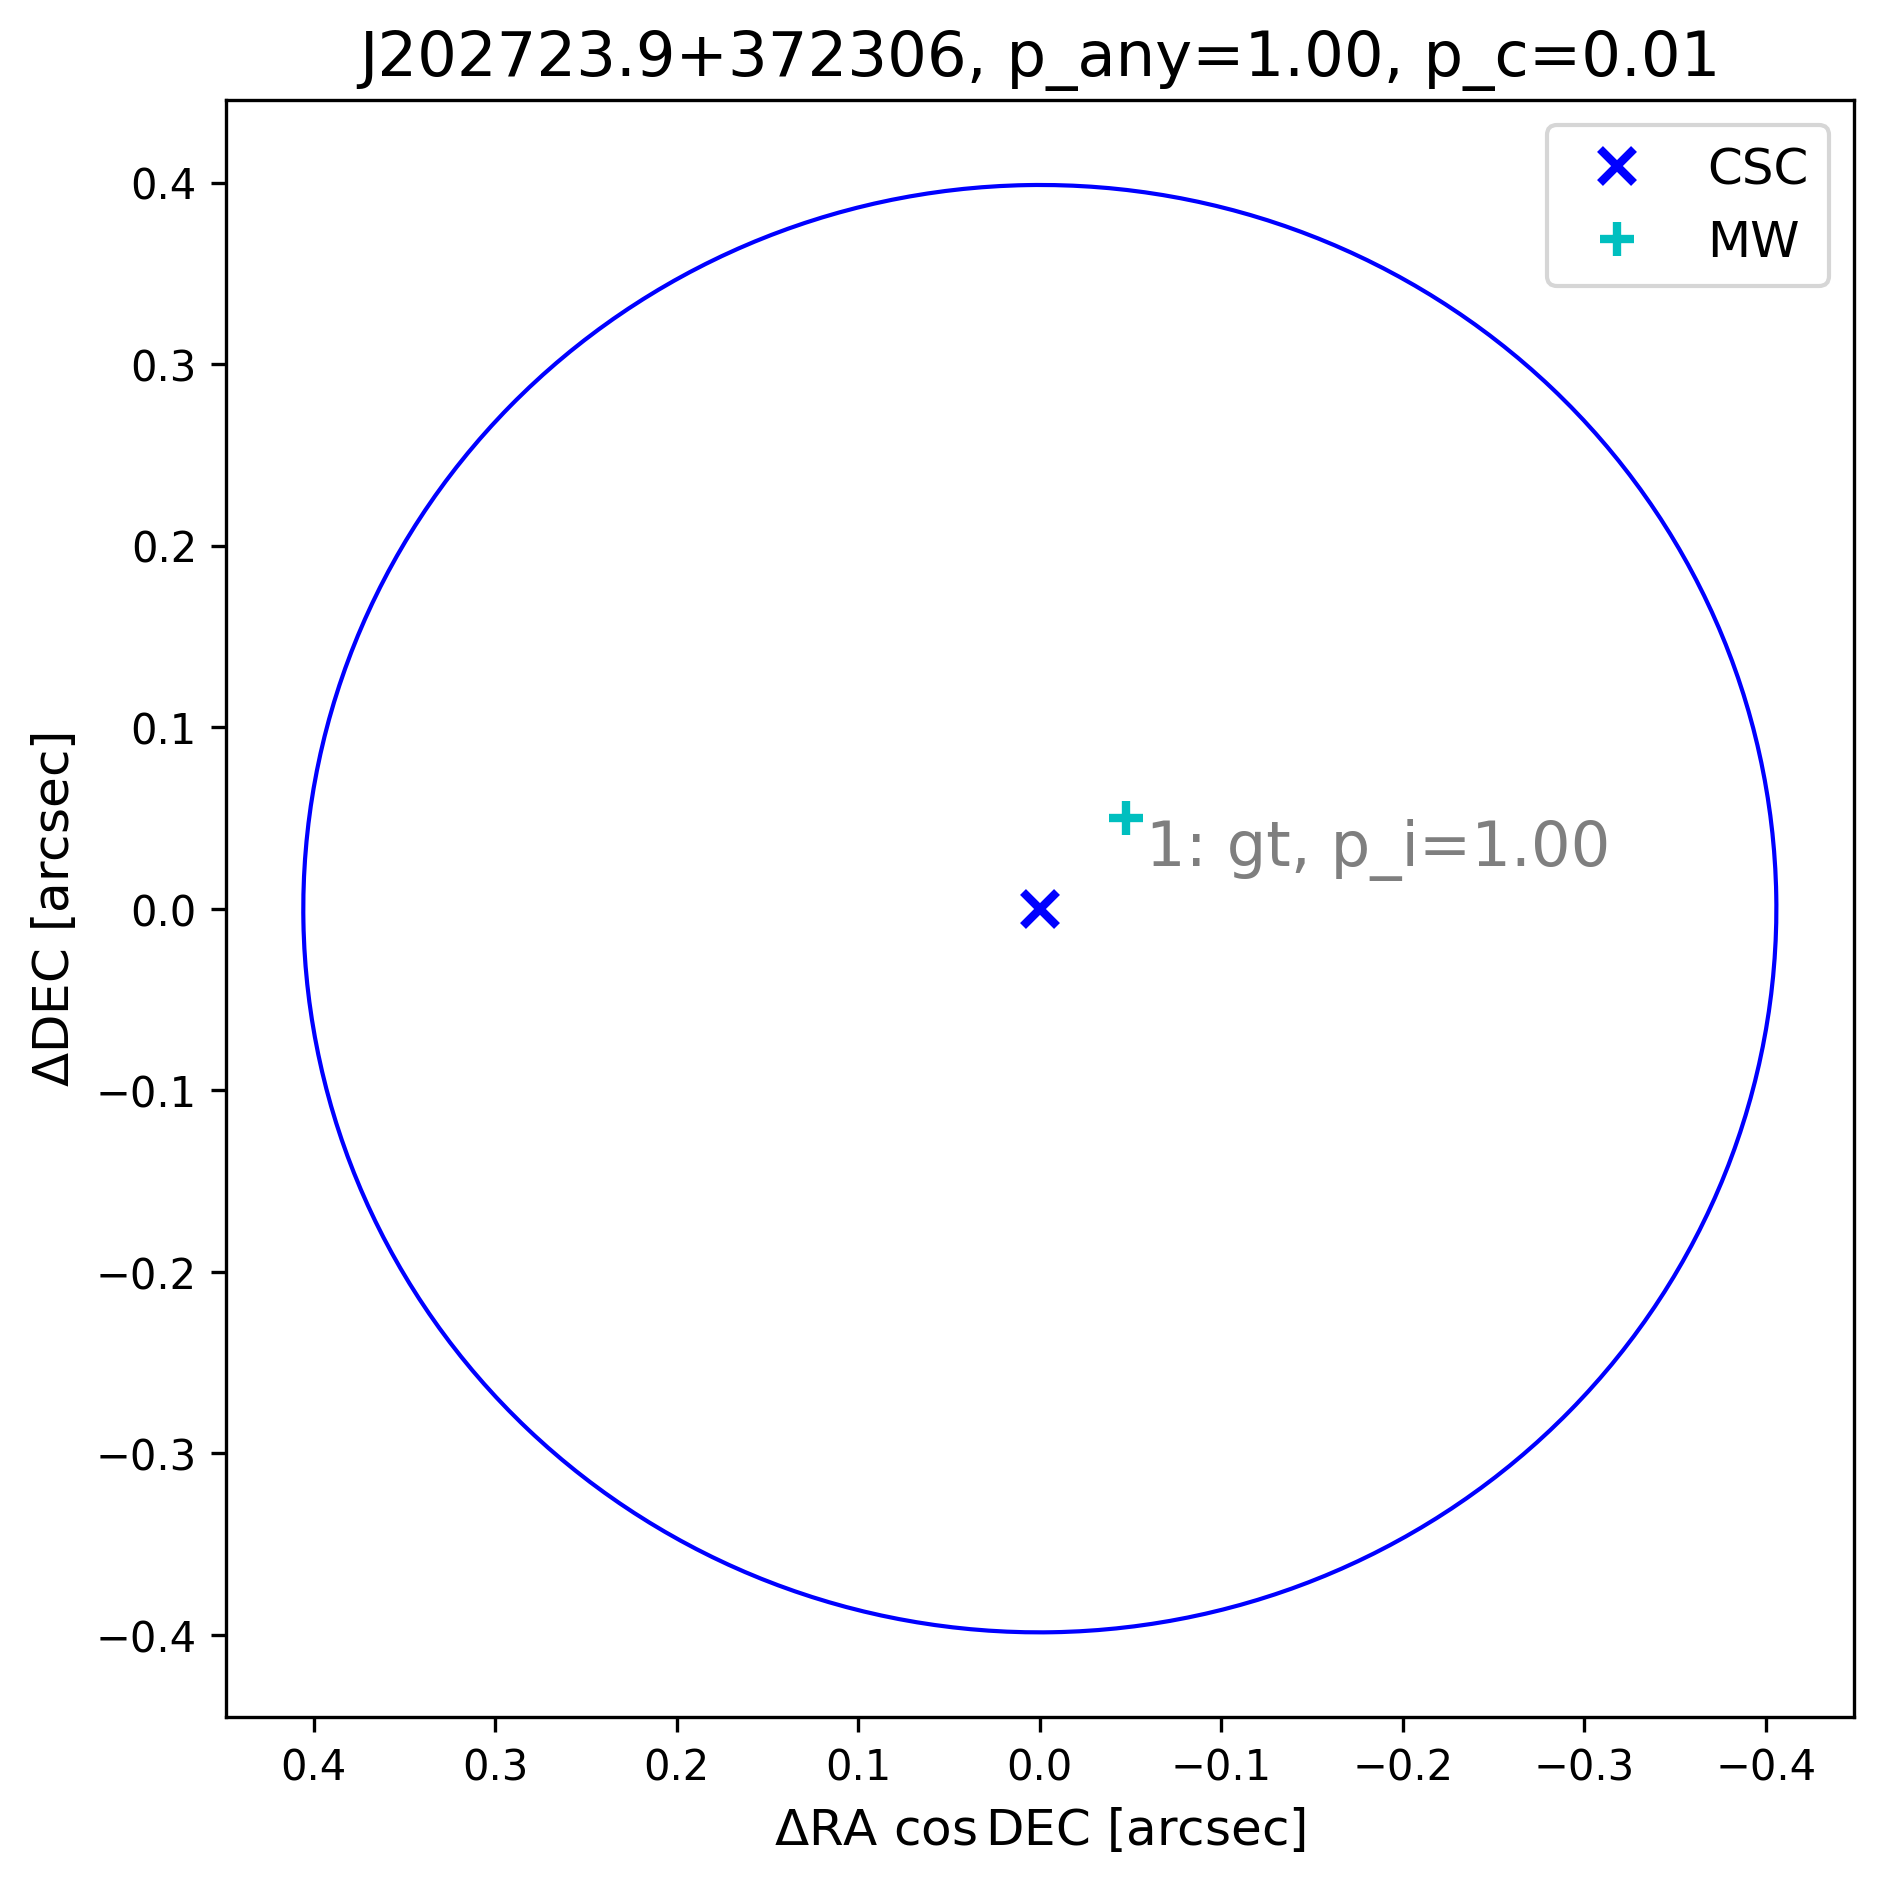 J202723.9+372306, p_any=1.00, p_c=0.01
CSC
MW
0.4
0.3
0.2
0.1
0.0
−0.1
−0.2
−0.3
−0.4
ΔDEC [arcsec]
1: gt, p_i=1.00
0.4 0.3 0.2 0.1 0.0 −0.1 −0.2 −0.3 −0.4
ΔRA cos DEC [arcsec]